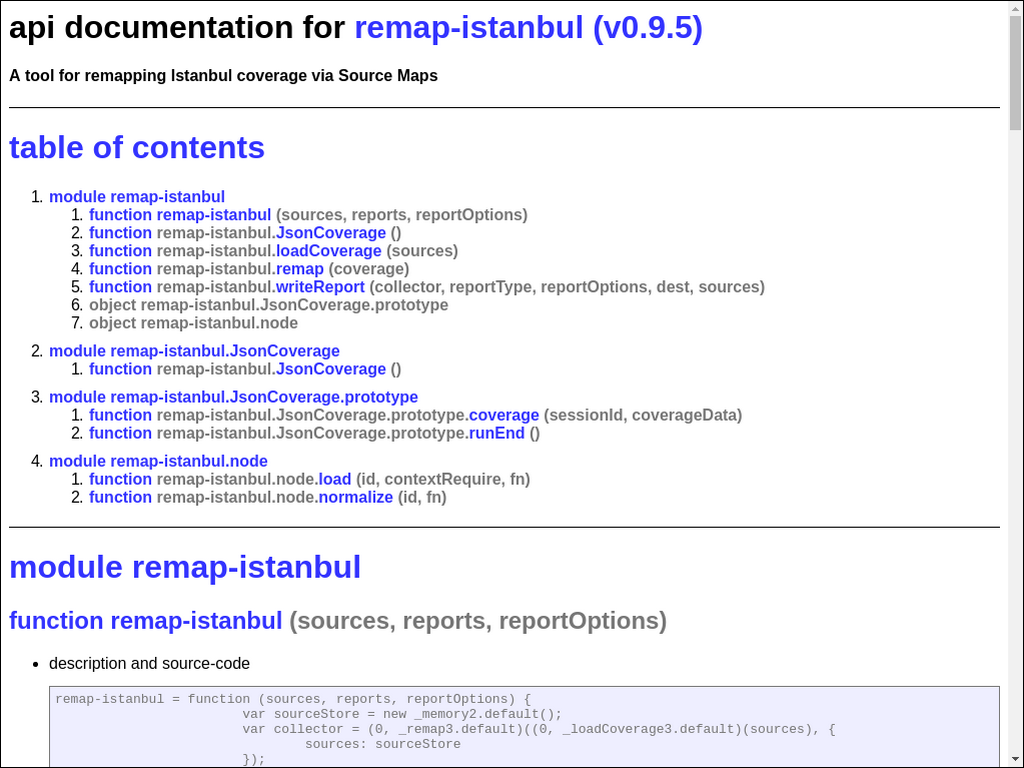 api documentation for remap-istanbul (v0.9.5)
A tool for remapping Istanbul coverage via Source Maps
table of contents
1. module remap-istanbul
1. function remap-istanbul (sources, reports, reportOptions)
2. function remap-istanbul.JsonCoverage ()
3. function remap-istanbul.loadCoverage (sources)
4. function remap-istanbul.remap (coverage)
5. function remap-istanbul.writeReport (collector, reportType, reportOptions, dest, sources)
6. object remap-istanbul.JsonCoverage.prototype
7. object remap-istanbul.node
2. module remap-istanbul.JsonCoverage
1. function remap-istanbul.JsonCoverage ()
3. module remap-istanbul.JsonCoverage.prototype
1. function remap-istanbul.JsonCoverage.prototype.coverage (sessionId, coverageData)
2. function remap-istanbul.JsonCoverage.prototype.runEnd ()
4. module remap-istanbul.node
1. function remap-istanbul.node.load (id, contextRequire, fn)
2. function remap-istanbul.node.normalize (id, fn)
module remap-istanbul
function remap-istanbul (sources, reports, reportOptions)
• description and source-code
remap-istanbul = function (sources, reports, reportOptions) {
var sourceStore = new _memory2.default();
var collector = (0, _remap3.default)((0, _loadCoverage3.default)(sources), {
sources: sourceStore
});